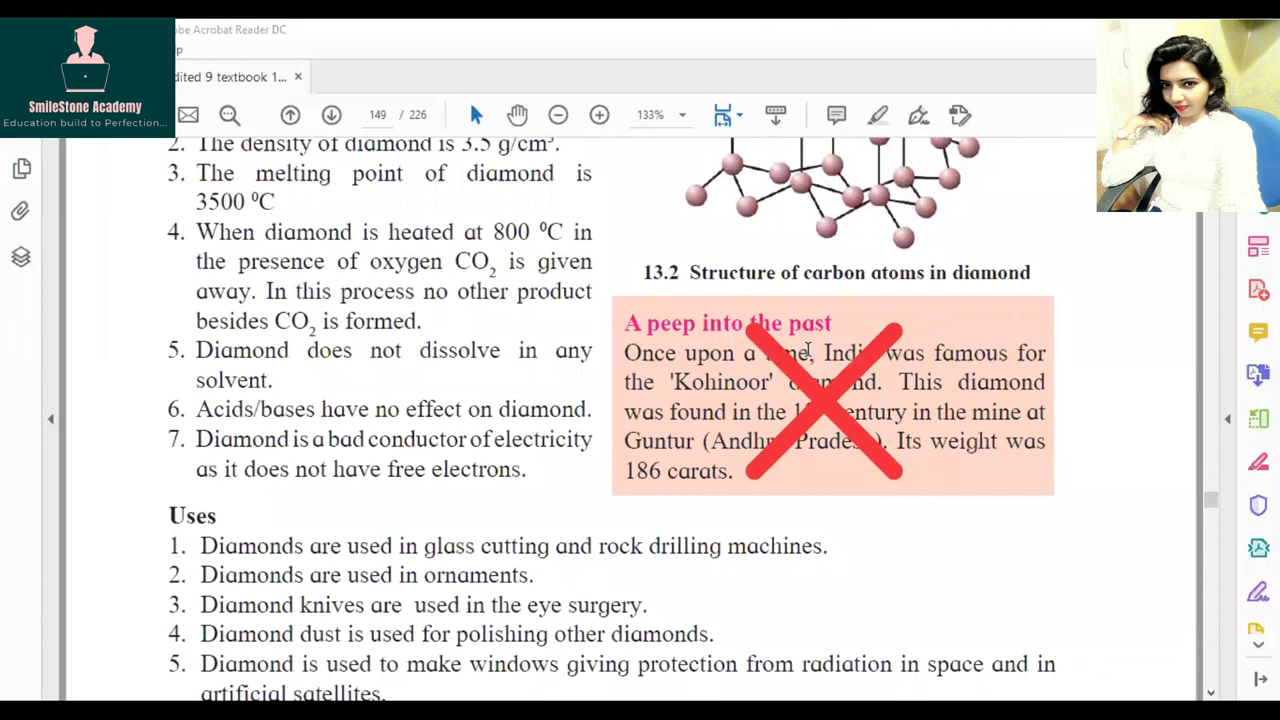 obe Acrobat Reader DC
p
dited 9 textbook 1... ×
149 / 226
133%
SmileStone Academy
Education build to Perfection...
2. The density of diamond is 3.5 g/cm³.
3. The melting point of diamond is
3500 ⁰C
4. When diamond is heated at 800 ⁰C in
the presence of oxygen CO₂ is given
away. In this process no other product
besides CO₂ is formed.
5. Diamond does not dissolve in any
solvent.
6. Acids/bases have no effect on diamond.
7. Diamond is a bad conductor of electricity
as it does not have free electrons.
13.2 Structure of carbon atoms in diamond
A peep into the past
Once upon a India was famous for
the 'Kohinoor' diamond. This diamond
was found in the century in the mine at
Guntur (Andhra Pradesh). Its weight was
186 carats.
Uses
1. Diamonds are used in glass cutting and rock drilling machines.
2. Diamonds are used in ornaments.
3. Diamond knives are used in the eye surgery.
4. Diamond dust is used for polishing other diamonds.
5. Diamond is used to make windows giving protection from radiation in space and in
artificial satellites.